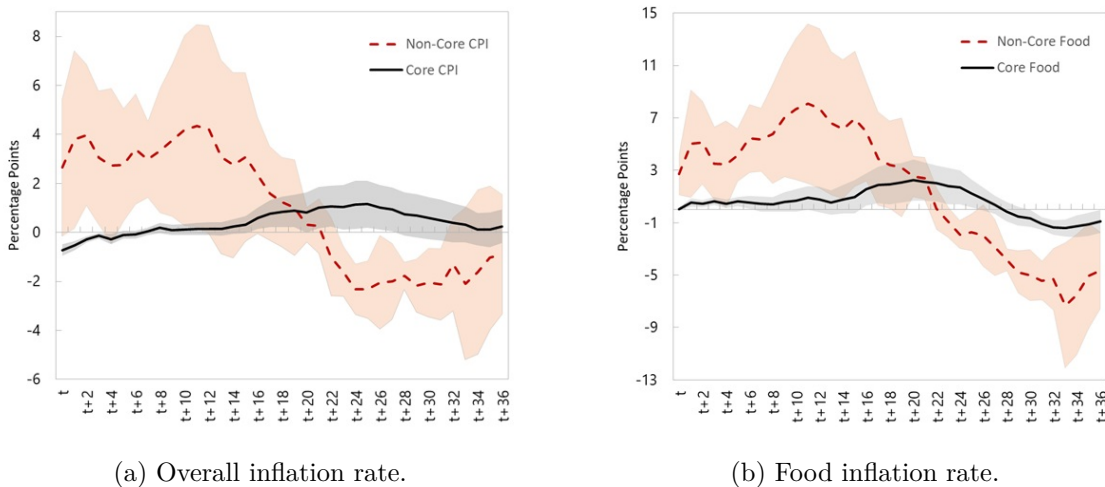 8
6
4
2
0
-2
-4
-6
Percentage Points
Non-Core CPI
Core CPI
t
t+2
t+4
t+6
t+8
t+10
t+12
t+14
t+16
t+18
t+20
t+22
t+24
t+26
t+28
t+30
t+32
t+34
t+36
(a) Overall inflation rate.
15
11
7
3
-1
-5
-9
-13
Percentage Points
Non-Core Food
Core Food
t
t+2
t+4
t+6
t+8
t+10
t+12
t+14
t+16
t+18
t+20
t+22
t+24
t+26
t+28
t+30
t+32
t+34
t+36
(b) Food inflation rate.